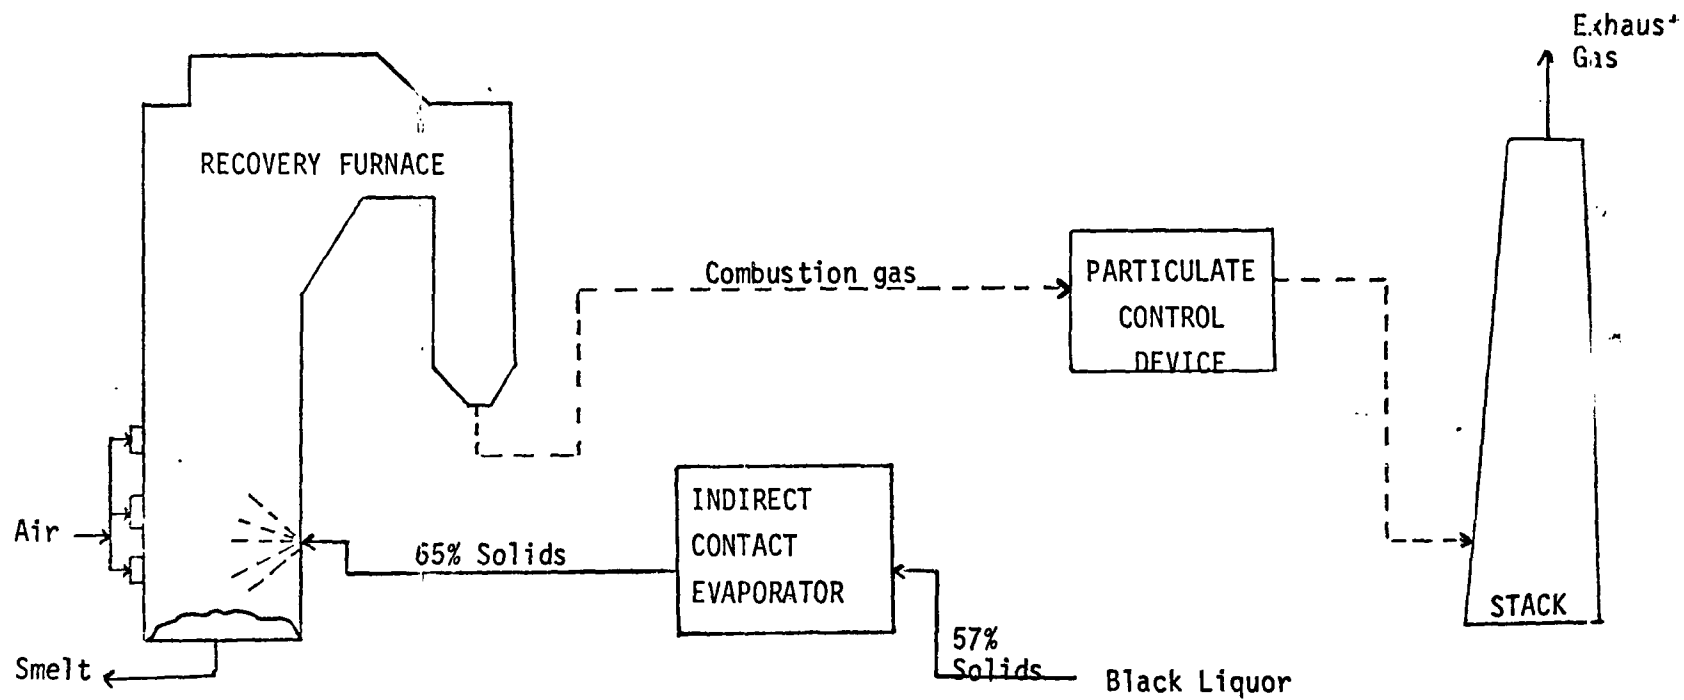 Exhaust
Gas
RECOVERY FURNACE
Combustion gas
PARTICULATE
CONTROL
DEVICE
INDIRECT
CONTACT
EVAPORATOR
Air
65% Solids
STACK
57%
Solids
Smelt
Black Liquor